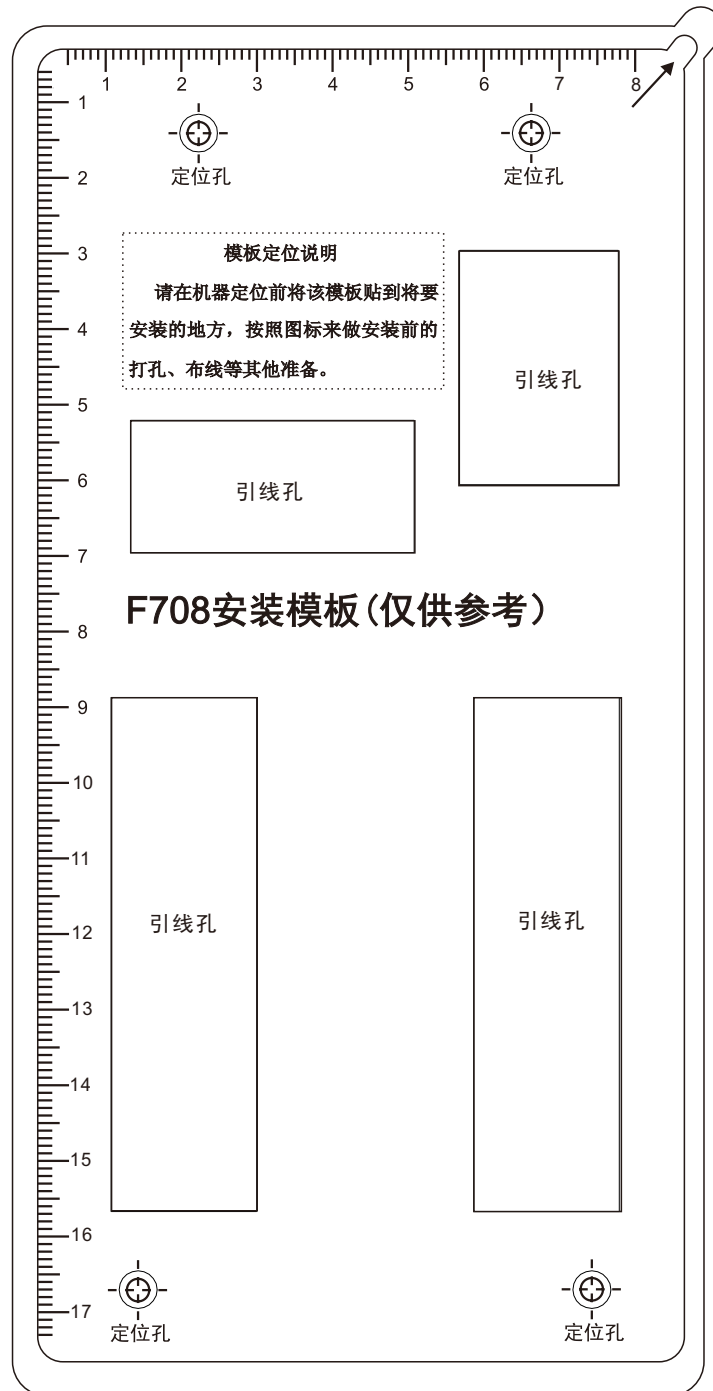 1 2 3 4 5 6 7 8
1
定位孔 定位孔
2
3
模板定位说明
请在机器定位前将该模板贴到将要
4
安装的地方，按照图标来做安装前的
打孔、布线等其他准备。
引线孔
5
6
引线孔
7
F708安装模板(仅供参考)
8
9
10
11
12
引线孔 引线孔
13
14
15
16
17
定位孔 定位孔